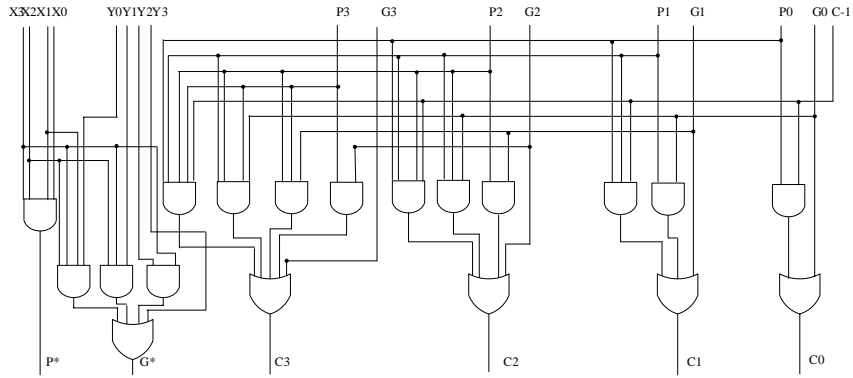 X3X2X1X0 Y0Y1Y2Y3 P3 G3 P2 G2 P1 G1 P0 G0 C-1
P* G* C3 C2 C1 C0